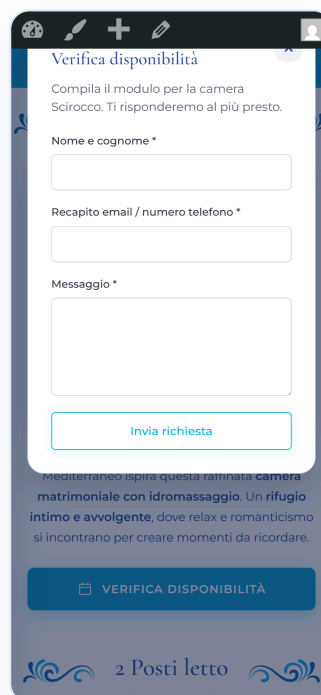 Verifica disponibilità
Compila il modulo per la camera
Scirocco. Ti risponderemo al più presto.
Nome e cognome *
Recapito email / numero telefono *
Messaggio *
Invia richiesta
Mediterraneo ispira questa raffinata camera
matrimoniale con idromassaggio. Un rifugio
intimo e avvolgente, dove relax e romanticismo
si incontrano per creare momenti da ricordare.
VERIFICA DISPONIBILITÀ
2 Posti letto